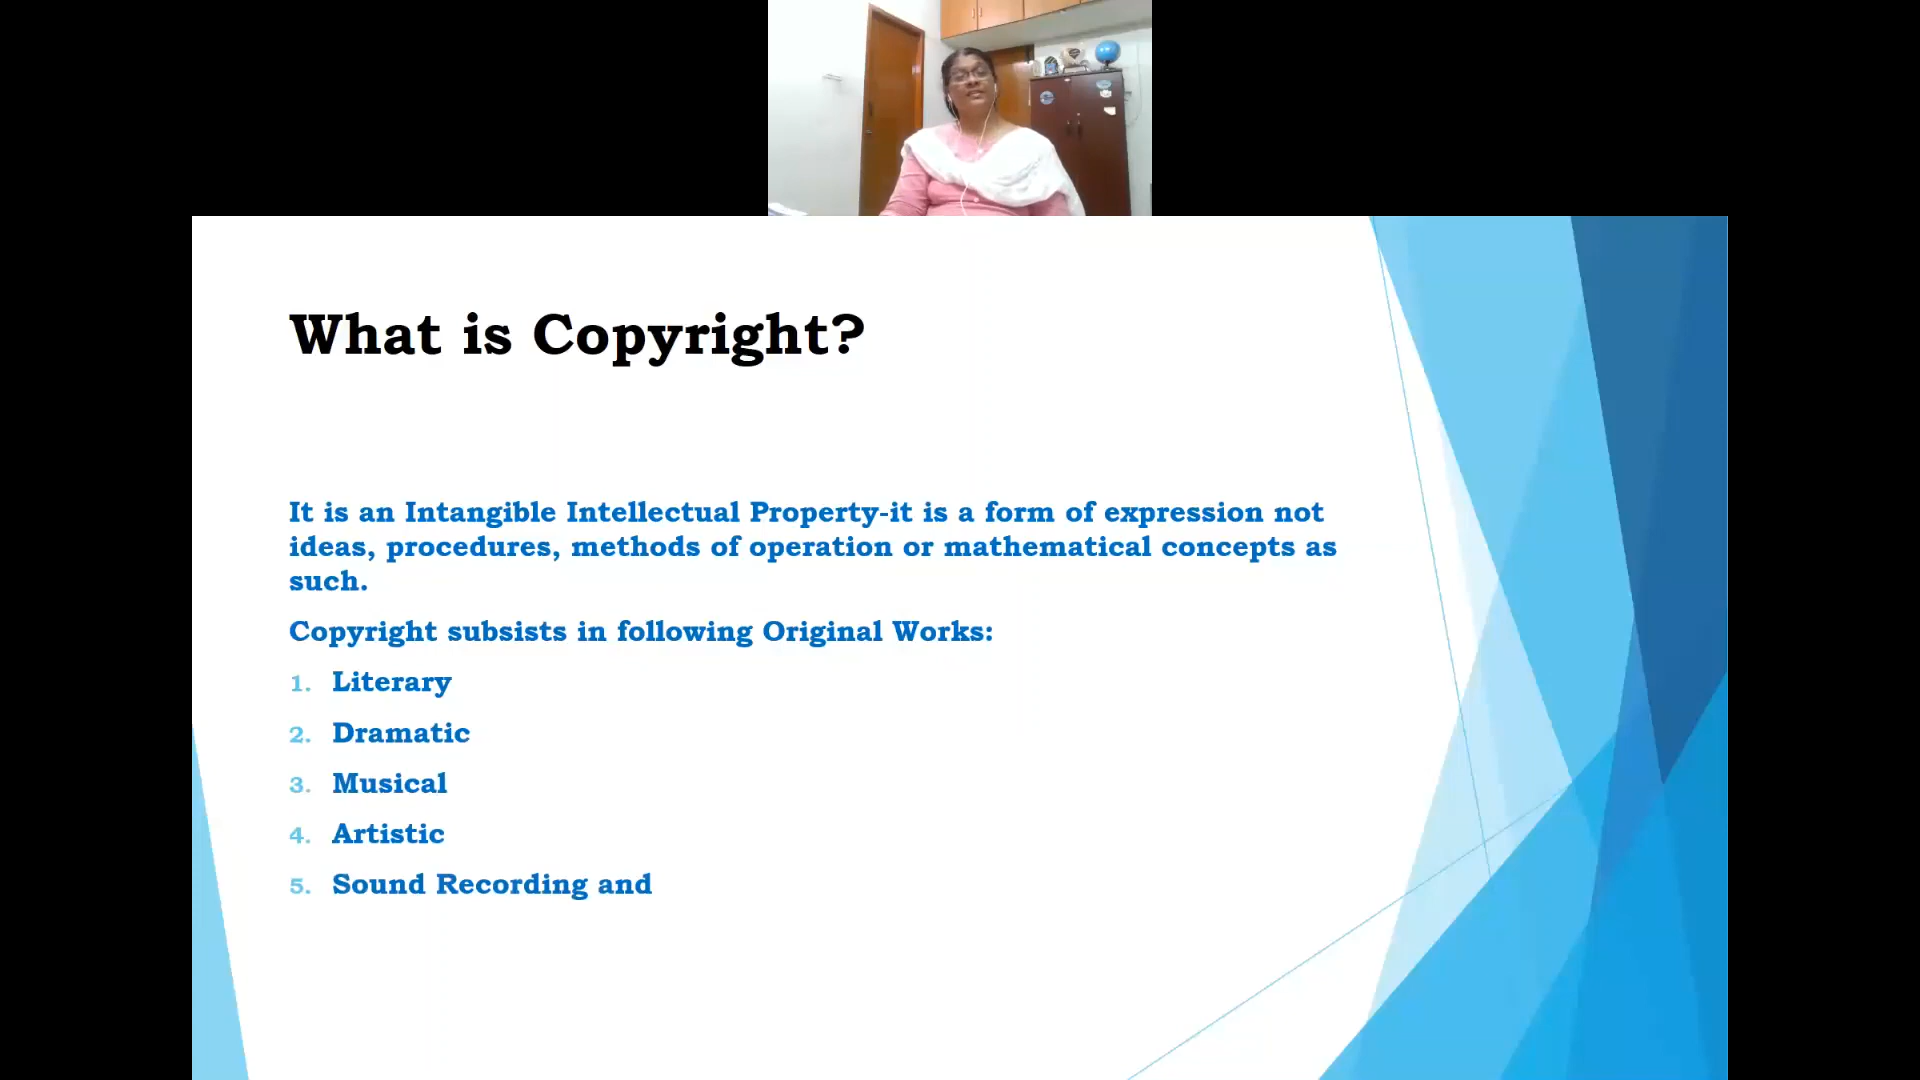 What is Copyright?
It is an Intangible Intellectual Property-it is a form of expression not
ideas, procedures, methods of operation or mathematical concepts as
such.
Copyright subsists in following Original Works:
1. Literary
2. Dramatic
3. Musical
4. Artistic
5. Sound Recording and